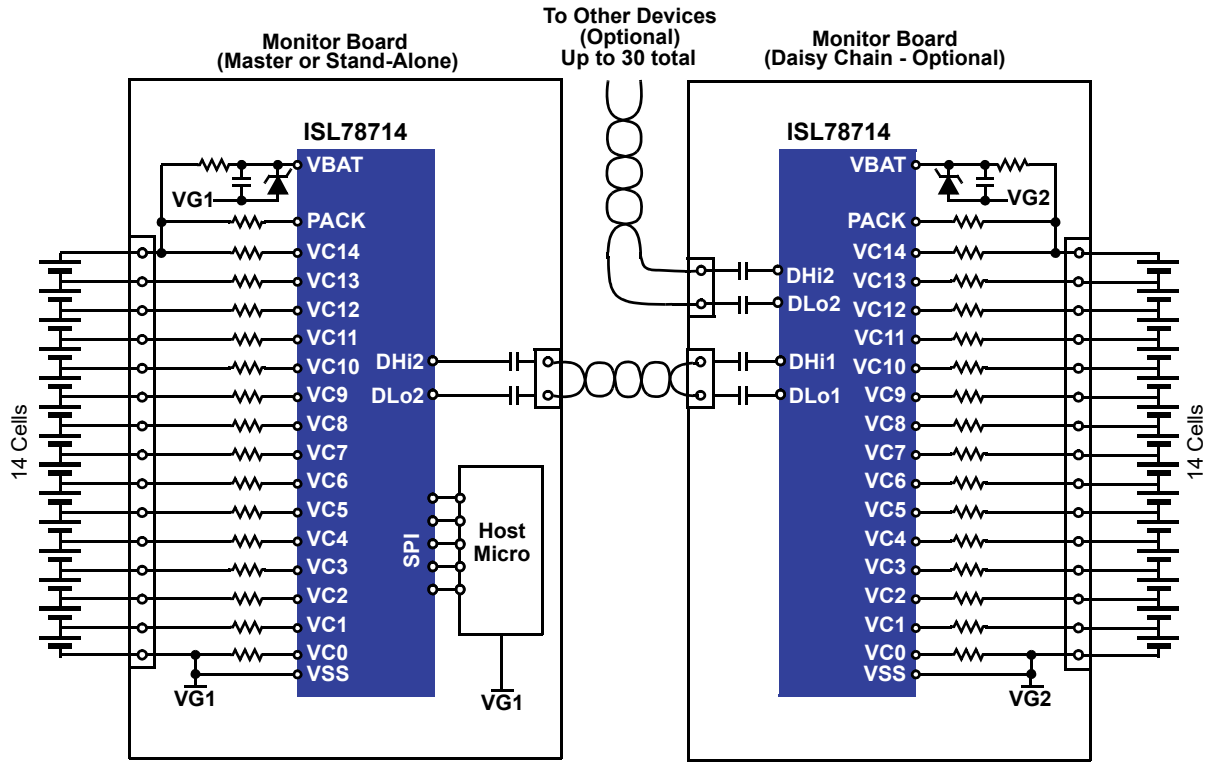 To Other Devices
(Optional)
Up to 30 total
Monitor Board
(Master or Stand-Alone)
Monitor Board
(Daisy Chain - Optional)
ISL78714
VBAT
VG1
PACK
VC14
VC13
VC12
VC11
VC10
VC9
VC8
VC7
VC6
VC5
VC4
VC3
VC2
VC1
VC0
VSS
VG1
14 Cells
DHi2
DLo2
SPI
Host
Micro
VG1
ISL78714
VBAT
VG2
PACK
VC14
VC13
VC12
VC11
VC10
VC9
VC8
VC7
VC6
VC5
VC4
VC3
VC2
VC1
VC0
VSS
VG2
DHi2
DLo2
DHi1
DLo1
14 Cells